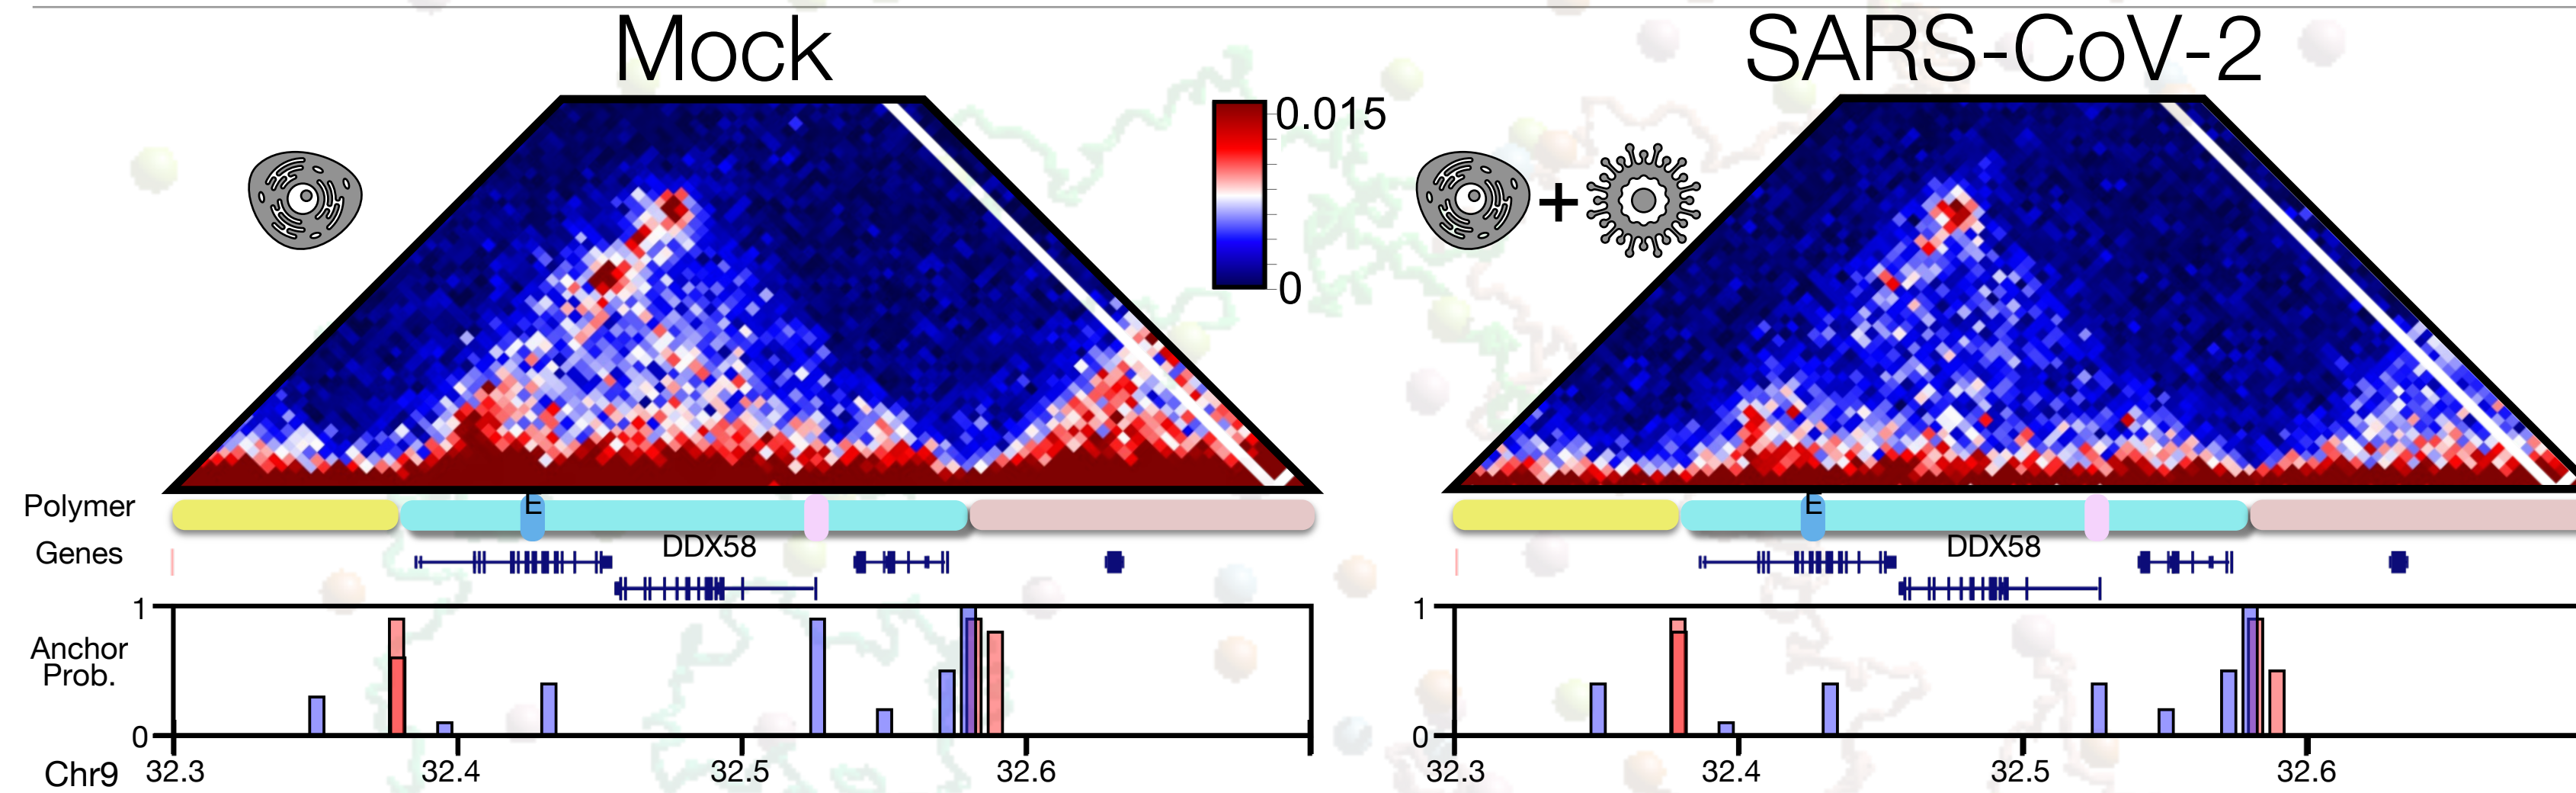 Mock
SARS-CoV-2
0.015
0
+
Polymer
E
E
Genes
DDX58
DDX58
1
1
Anchor
Prob.
0
0
Chr9
32.3
32.4
32.5
32.6
32.3
32.4
32.5
32.6